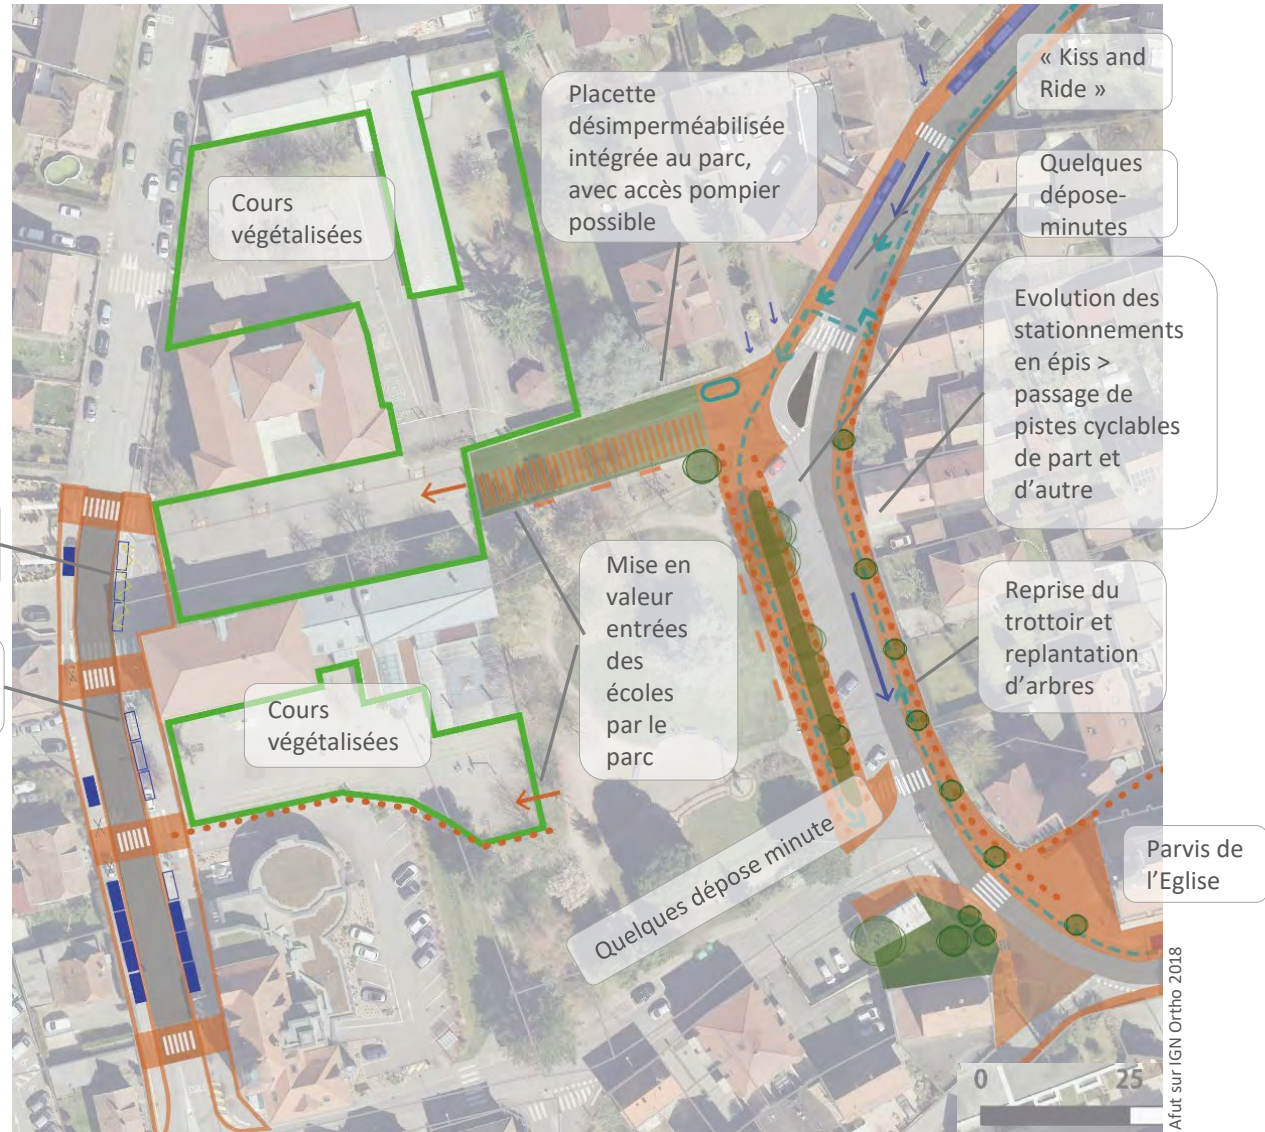 « Kiss and
Ride »
Placette
désimperméabilisée
intégrée au parc,
avec accès pompier
possible
Quelques
dépose-
minutes
Cours
végétalisées
Evolution des
stationnements
en épis >
passage de
pistes cyclables
de part et
d’autre
Mise en
valeur
entrées
des
écoles
par le
parc
Reprise du
trottoir et
replantation
d’arbres
Cours
végétalisées
Quelques dépose minute
Parvis de
l’Eglise
0 25
Afut sur IGN Ortho 2018